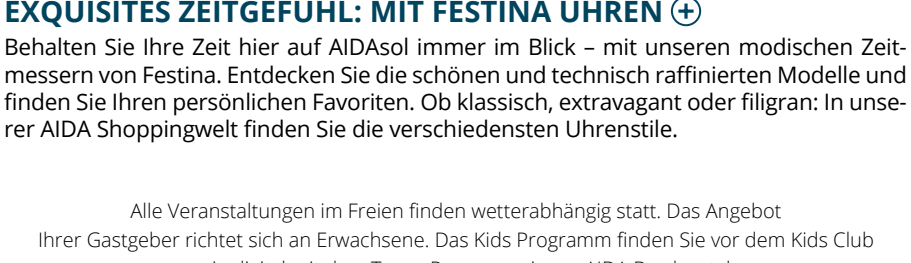 EXQUISITES ZEITGEFÜHL: MIT FESTINA UHREN ⊕
Behalten Sie Ihre Zeit hier auf AIDAsol immer im Blick – mit unseren modischen Zeit-
messern von Festina. Entdecken Sie die schönen und technisch raffinierten Modelle und
finden Sie Ihren persönlichen Favoriten. Ob klassisch, extravagant oder filigran: In unse-
rer AIDA Shoppingwelt finden Sie die verschiedensten Uhrenstile.
Alle Veranstaltungen im Freien finden wetterabhängig statt. Das Angebot
Ihrer Gastgeber richtet sich an Erwachsene. Das Kids Programm finden Sie vor dem Kids Club